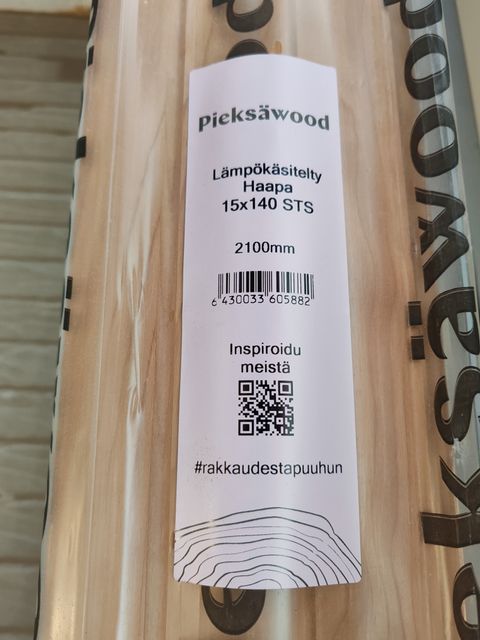 Pieksäwood
Lämpökäsitelty
Haapa
15x140 STS
2100mm
6 430033 605882
Inspiroidu
meistä
#rakkaudestapuuhun